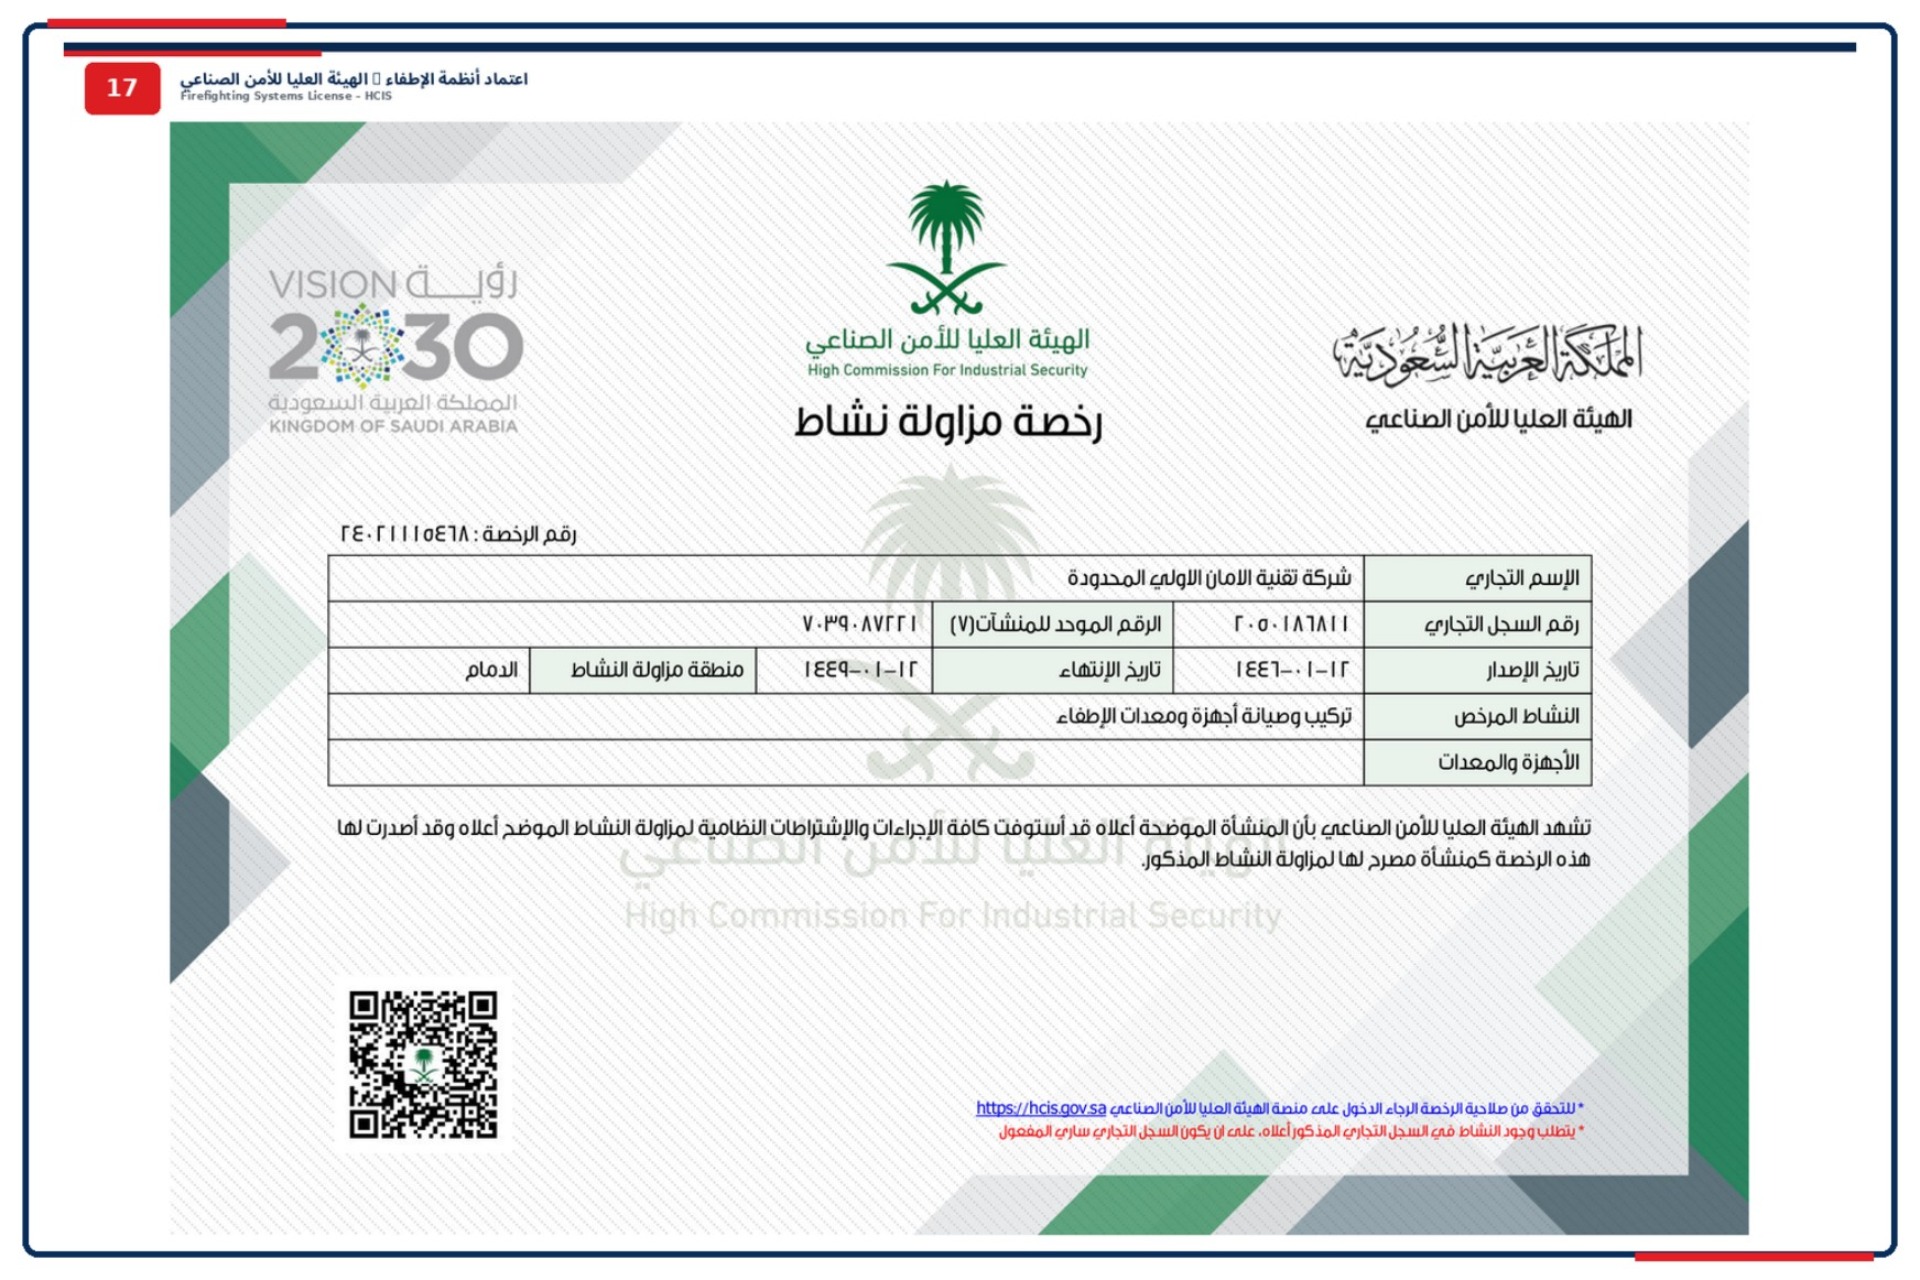 17
اعتماد أنظمة الإطفاء ▯ الهيئة العليا للأمن الصناعي
Firefighting Systems License – HCIS
VISION رؤيــــة
2030
المملكة العربية السعودية
KINGDOM OF SAUDI ARABIA
الهيئة العليا للأمن الصناعي
High Commission For Industrial Security
رخصة مزاولة نشاط
المملكة العربية السعودية
الهيئة العليا للأمن الصناعي
رقم الرخصة : ٢٤٠٢١١١٥٤٦٨
الإسم التجاري شركة تقنية الامان الاولي المحدودة
رقم السجل التجاري ٢٠٥٠١٨٦٨١١ الرقم الموحد للمنشآت(٧) ٧٠٣٩٠٨٧٢٢١
تاريخ الإصدار ١٢-٠١-١٤٤٦ تاريخ الإنتهاء ١٢-٠١-١٤٤٩ منطقة مزاولة النشاط الدمام
النشاط المرخص تركيب وصيانة أجهزة ومعدات الإطفاء
الأجهزة والمعدات
تشهد الهيئة العليا للأمن الصناعي بأن المنشأة الموضحة أعلاه قد أستوفت كافة الإجراءات والإشتراطات النظامية لمزاولة النشاط الموضح أعلاه وقد أصدرت لها
هذه الرخصة كمنشأة مصرح لها لمزاولة النشاط المذكور.
الهيئة العليا للأمن الصناعي
High Commission For Industrial Security
* للتحقق من صلاحية الرخصة الرجاء الدخول على منصة الهيئة العليا للأمن الصناعي https://hcis.gov.sa
* يتطلب وجود النشاط في السجل التجاري المذكور أعلاه، على ان يكون السجل التجاري ساري المفعول